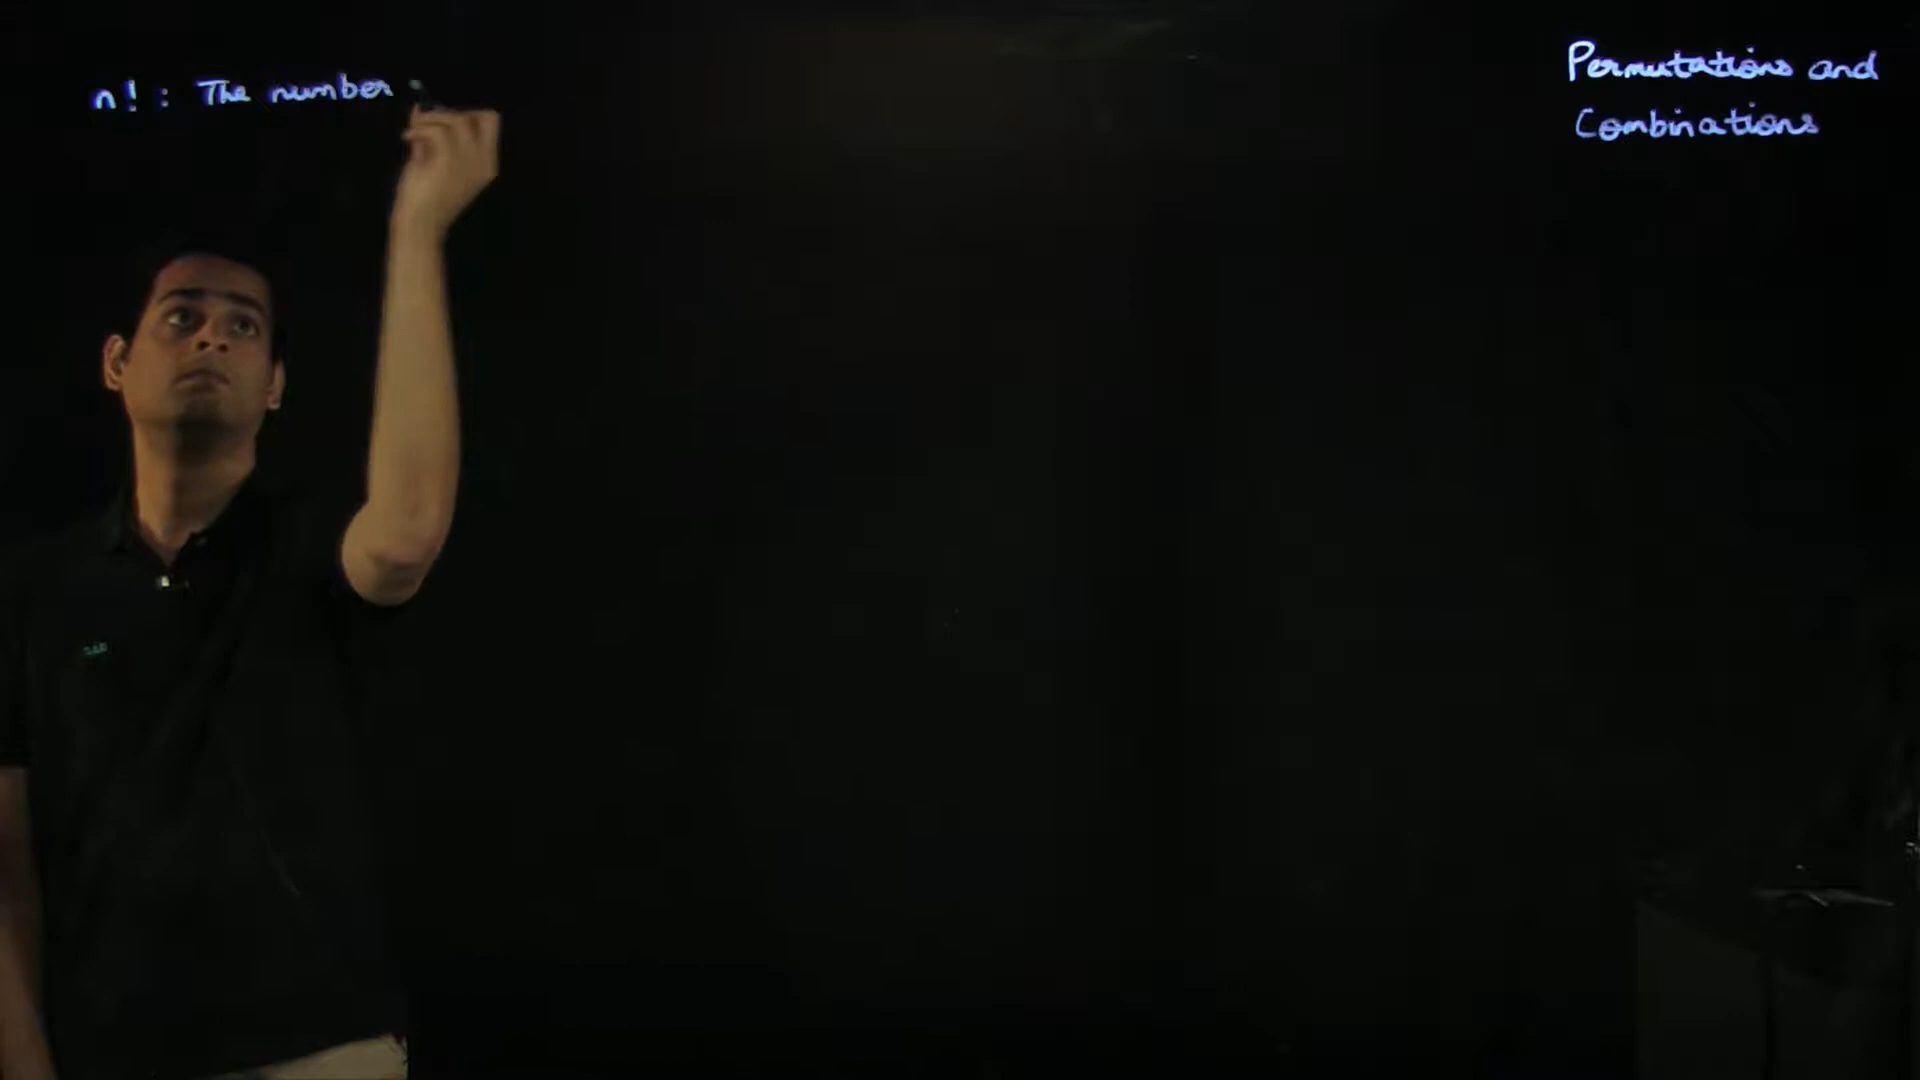 n! : The number
Permutations and
Combinations